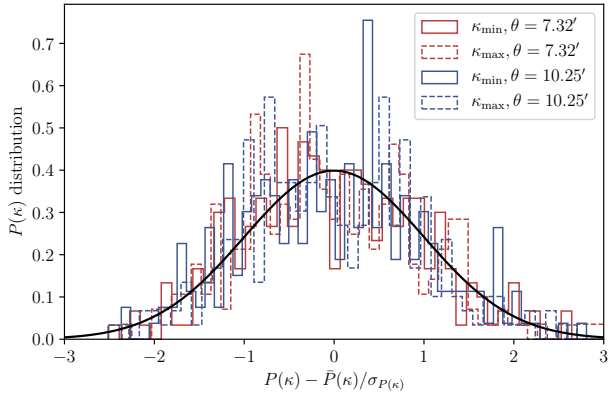 0.7
0.6
0.5
0.4
0.3
0.2
0.1
0.0
P(κ) distribution
κmin, θ = 7.32′
κmax, θ = 7.32′
κmin, θ = 10.25′
κmax, θ = 10.25′
−3 −2 −1 0 1 2 3
P(κ) − P̄(κ)/σP(κ)